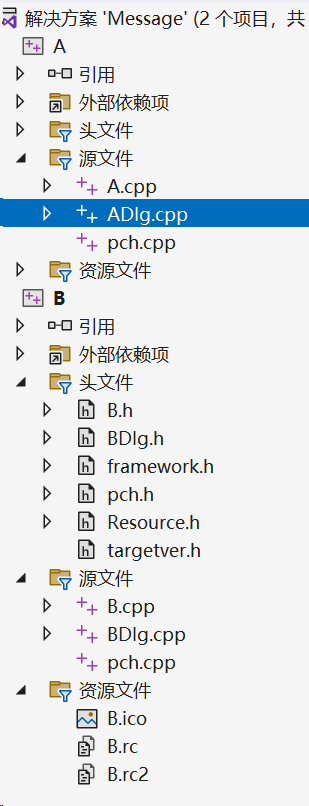 解决方案 'Message' (2 个项目，共
A
引用
外部依赖项
头文件
源文件
A.cpp
ADlg.cpp
pch.cpp
资源文件
B
引用
外部依赖项
头文件
B.h
BDlg.h
framework.h
pch.h
Resource.h
targetver.h
源文件
B.cpp
BDlg.cpp
pch.cpp
资源文件
B.ico
B.rc
B.rc2